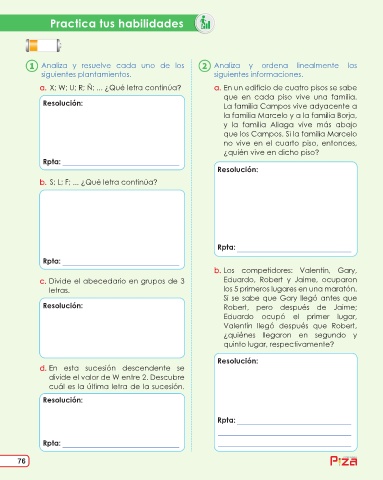 Practica tus habilidades
1 Analiza y resuelve cada uno de los
siguientes plantamientos.
a. X; W; U; R; Ñ; ... ¿Qué letra continúa?
Resolución:
Rpta:
b. S; L; F; ... ¿Qué letra continúa?
Rpta:
c. Divide el abecedario en grupos de 3
letras.
Resolución:
d. En esta sucesión descendente se
divide el valor de W entre 2. Descubre
cuál es la última letra de la sucesión.
Resolución:
Rpta:
2 Analiza y ordena linealmente las
siguientes informaciones.
a. En un edificio de cuatro pisos se sabe
que en cada piso vive una familia.
La familia Campos vive adyacente a
la familia Marcelo y a la familia Borja,
y la familia Aliaga vive más abajo
que los Campos. Si la familia Marcelo
no vive en el cuarto piso, entonces,
¿quién vive en dicho piso?
Resolución:
Rpta:
b. Los competidores: Valentín, Gary,
Eduardo, Robert y Jaime, ocuparon
los 5 primeros lugares en una maratón.
Si se sabe que Gary llegó antes que
Robert, pero después de Jaime;
Eduardo ocupó el primer lugar,
Valentín llegó después que Robert,
¿quiénes llegaron en segundo y
quinto lugar, respectivamente?
Resolución:
Rpta:
76